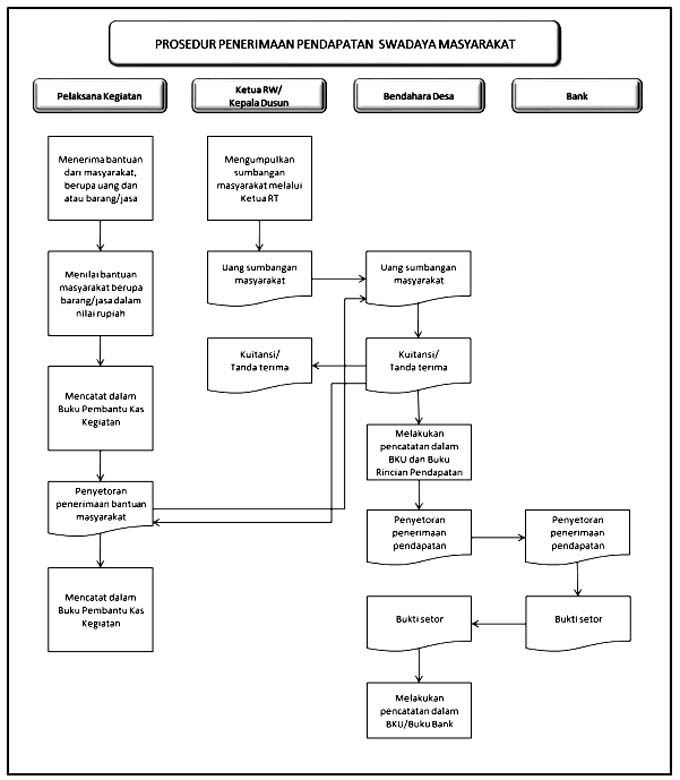 PROSEDUR PENERIMAAN PENDAPATAN SWADAYA MASYARAKAT
Pelaksana Kegiatan
Ketua RW/
Kepala Dusun
Bendahara Desa
Bank
Menerima bantuan
dari masyarakat,
berupa uang dan
atau barang/jasa
Mengumpulkan
sumbangan
masyarakat melalui
Ketua RT
Menilai bantuan
masyarakat berupa
barang/jasa dalam
nilai rupiah
Uang sumbangan
masyarakat
Uang sumbangan
masyarakat
Kuitansi/
Tanda terima
Kuitansi/
Tanda terima
Mencatat dalam
Buku Pembantu Kas
Kegiatan
Melakukan
pencatatan dalam
BKU dan Buku
Rincian Pendapatan
Penyetoran
penerimaan bantuan
masyarakat
Penyetoran
penerimaan
pendapatan
Penyetoran
penerimaan
pendapatan
Mencatat dalam
Buku Pembantu Kas
Kegiatan
Bukti setor
Bukti setor
Melakukan
pencatatan dalam
BKU/Buku Bank